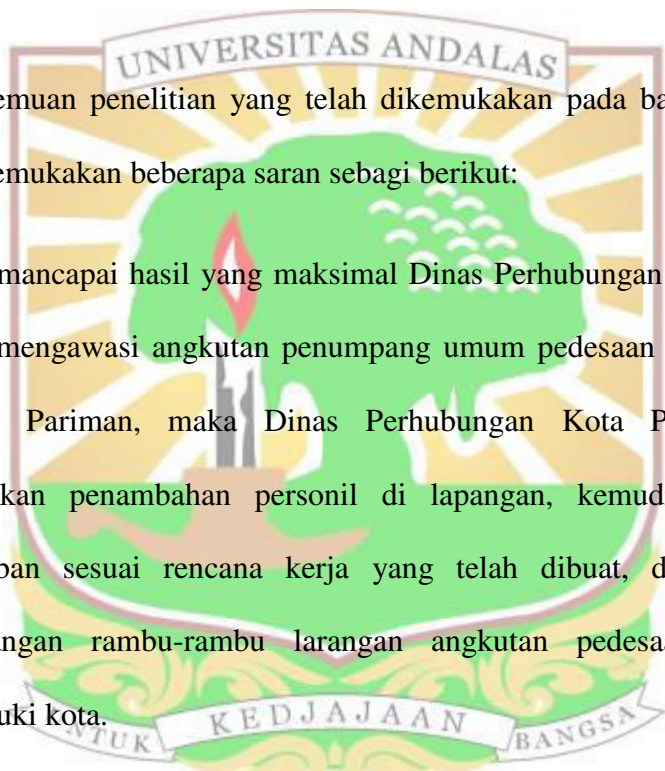 UNIVERSITAS ANDALAS
emuan penelitian yang telah dikemukakan pada ba
emukakan beberapa saran sebagi berikut:
mancapai hasil yang maksimal Dinas Perhubungan
mengawasi angkutan penumpang umum pedesaan
Pariman, maka Dinas Perhubungan Kota P
kan penambahan personil di lapangan, kemud
ban sesuai rencana kerja yang telah dibuat, d
ngan rambu-rambu larangan angkutan pedesaa
uki kota.
UNTUK KEDJAJAAN BANGSA